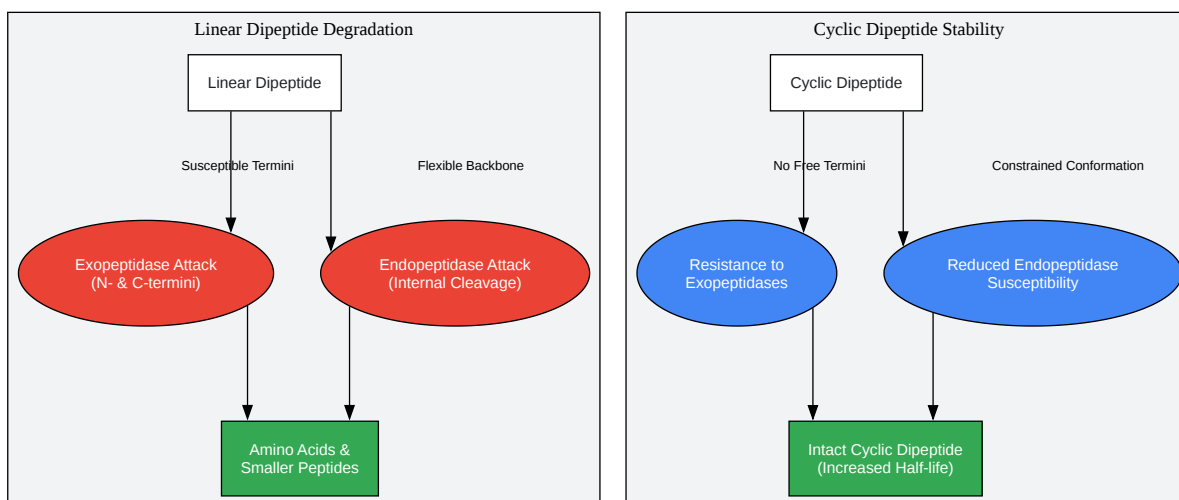 Linear Dipeptide Degradation
Linear Dipeptide
Susceptible Termini
Flexible Backbone
Exopeptidase Attack
(N- & C-termini)
Endopeptidase Attack
(Internal Cleavage)
Amino Acids &
Smaller Peptides
Cyclic Dipeptide Stability
Cyclic Dipeptide
No Free Termini
Constrained Conformation
Resistance to
Exopeptidases
Reduced Endopeptidase
Susceptibility
Intact Cyclic Dipeptide
(Increased Half-life)